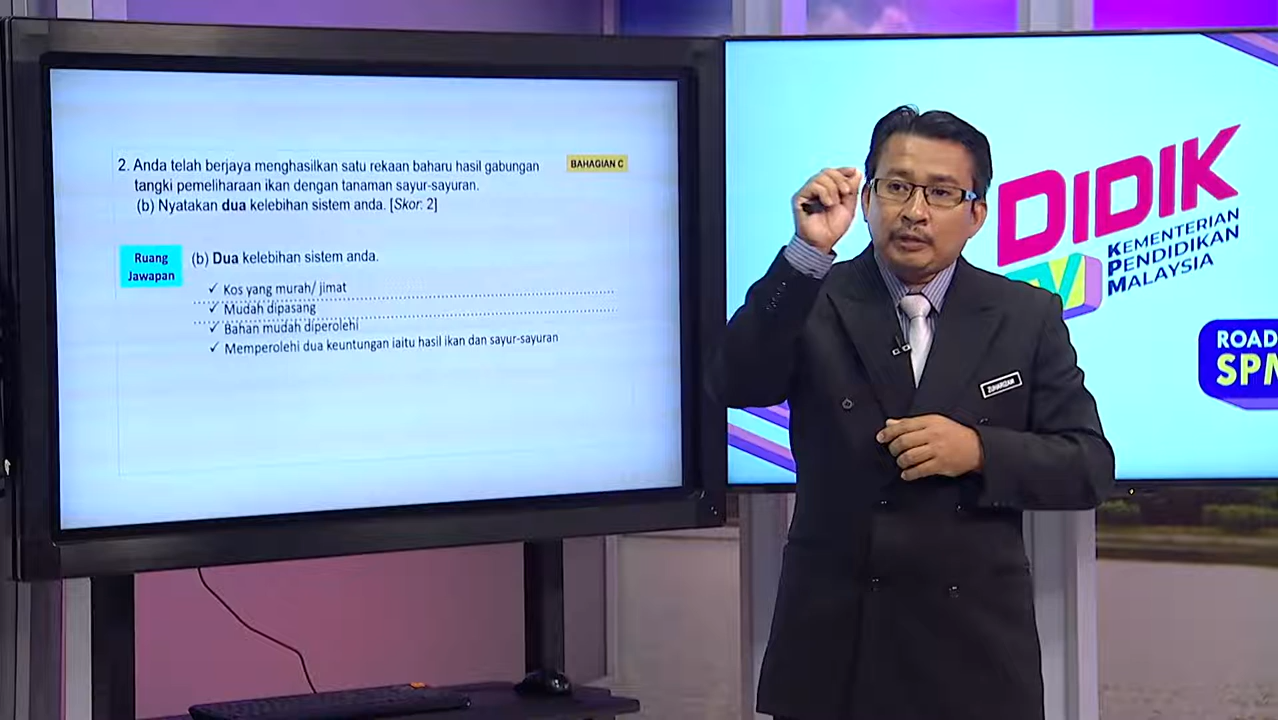 2. Anda telah berjaya menghasilkan satu rekaan baharu hasil gabungan
tangki pemeliharaan ikan dengan tanaman sayur-sayuran.
(b) Nyatakan dua kelebihan sistem anda. [Skor: 2]
BAHAGIAN C
Ruang
Jawapan
(b) Dua kelebihan sistem anda.
✓ Kos yang murah/ jimat
✓ Mudah dipasang
✓ Bahan mudah diperolehi
✓ Memperolehi dua keuntungan iaitu hasil ikan dan sayur-sayuran
DIDIK
TV
KEMENTERIAN
PENDIDIKAN
MALAYSIA
ROAD
SPM